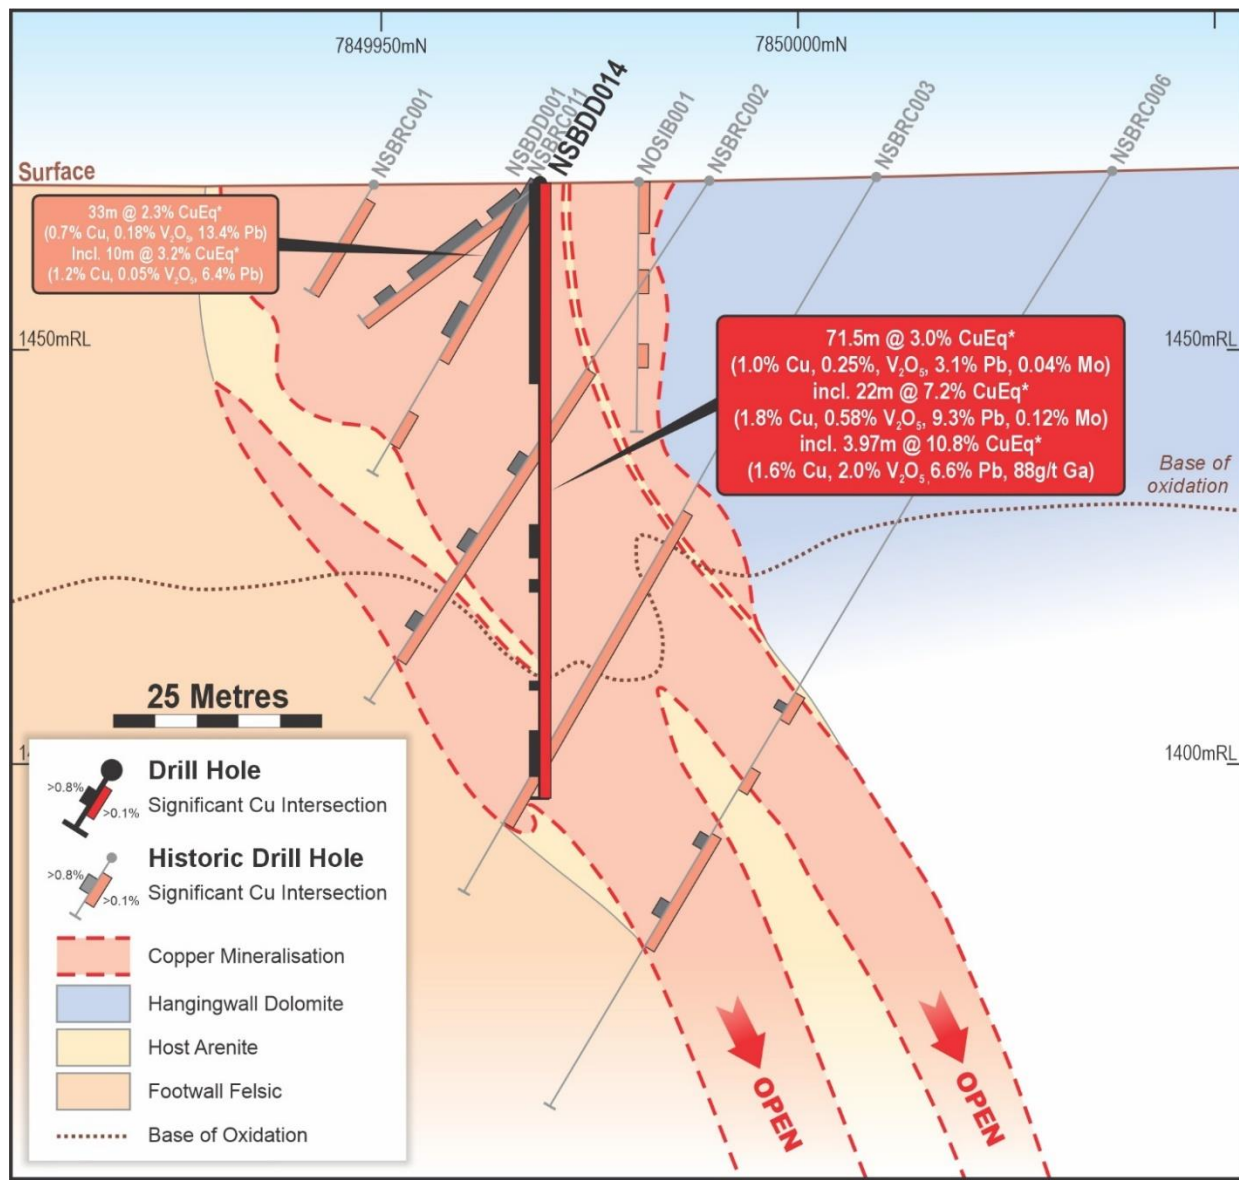 7849950mN
7850000mN
NSBRC001
NSBDD001
NSBRC011
NSBDD014
NOSIB001
NSBRC002
NSBRC003
NSBRC006
Surface
33m @ 2.3% CuEq*
(0.7% Cu, 0.18% V₂O₅, 13.4% Pb)
Incl. 10m @ 3.2% CuEq*
(1.2% Cu, 0.05% V₂O₅, 6.4% Pb)
1450mRL
1450mRL
71.5m @ 3.0% CuEq*
(1.0% Cu, 0.25%, V₂O₅, 3.1% Pb, 0.04% Mo)
incl. 22m @ 7.2% CuEq*
(1.8% Cu, 0.58% V₂O₅, 9.3% Pb, 0.12% Mo)
incl. 3.97m @ 10.8% CuEq*
(1.6% Cu, 2.0% V₂O₅, 6.6% Pb, 88g/t Ga)
Base of
oxidation
25 Metres
1400mRL
Drill Hole
>0.8%
>0.1%
Significant Cu Intersection
Historic Drill Hole
>0.8%
>0.1%
Significant Cu Intersection
Copper Mineralisation
Hangingwall Dolomite
Host Arenite
Footwall Felsic
Base of Oxidation
OPEN
OPEN